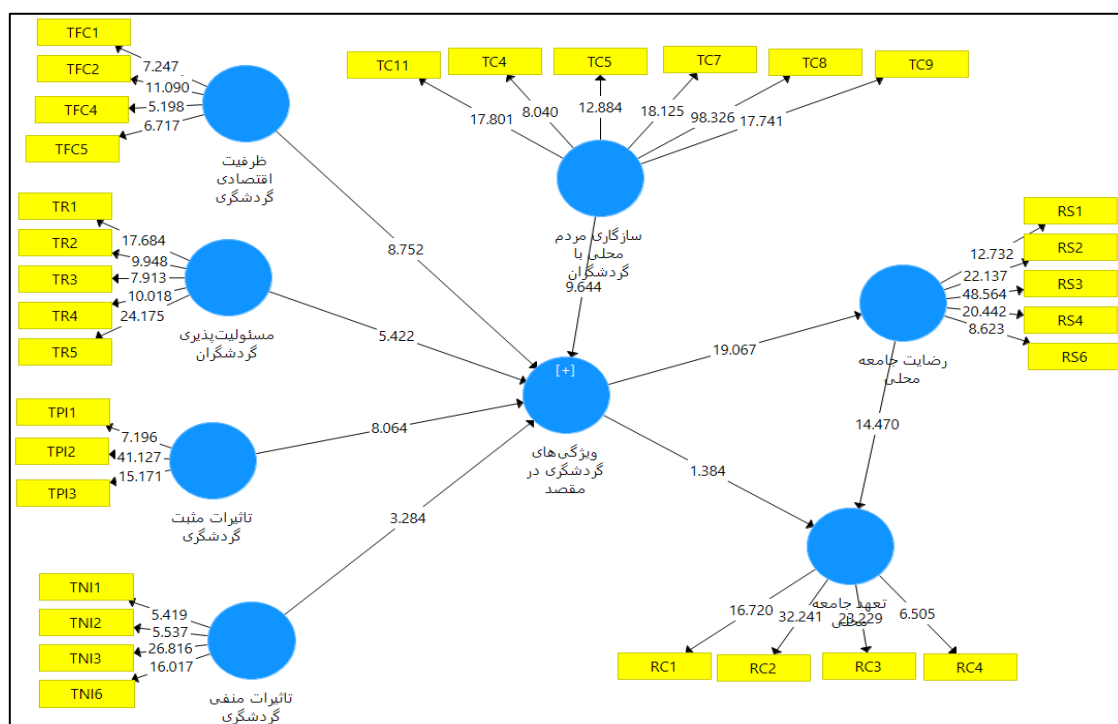 TFC1
TFC2
TFC4
TFC5
7.247
11.090
5.198
6.717
ظرفیت
اقتصادی
گردشگری
8.752
TR1
TR2
TR3
TR4
TR5
17.684
9.948
7.913
10.018
24.175
مسئولیت‌پذیری
گردشگران
5.422
TPI1
TPI2
TPI3
7.196
41.127
15.171
تاثیرات مثبت
گردشگری
8.064
TNI1
TNI2
TNI3
TNI6
5.419
5.537
26.816
16.017
تاثیرات منفی
گردشگری
3.284
TC11
TC4
TC5
TC7
TC8
TC9
17.801
8.040
12.884
18.125
98.326
17.741
سازگاری مردم
محلی با
گردشگران
9.644
[+]
ویژگی‌های
گردشگری در
مقصد
19.067
1.384
RS1
RS2
RS3
RS4
RS6
12.732
22.137
48.564
20.442
8.623
رضایت جامعه
محلی
14.470
تعهد جامعه
محلی
16.720
32.241
23.229
6.505
RC1
RC2
RC3
RC4